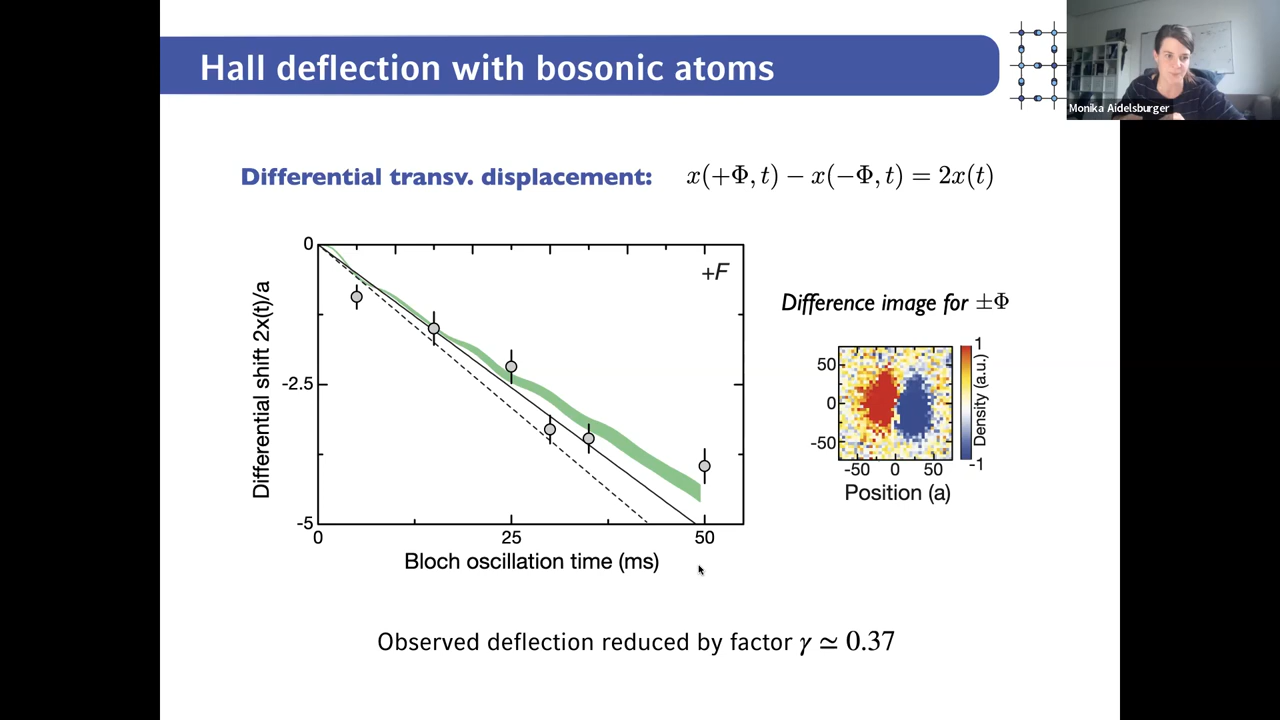 Hall deflection with bosonic atoms
Monika Aidelsburger
Differential transv. displacement: x(+Φ, t) − x(−Φ, t) = 2x(t)
Differential shift 2x(t)/a
0
-2.5
-5
+F
0
25
50
Bloch oscillation time (ms)
Difference image for ±Φ
50
0
-50
-50
0
50
Position (a)
1
-1
Density (a.u.)
Observed deflection reduced by factor γ ≃ 0.37